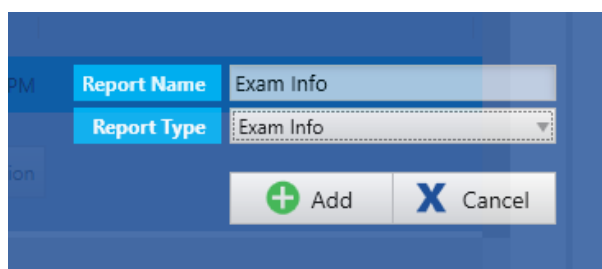 PM
Report Name Exam Info
Report Type Exam Info
ion
Add X Cancel